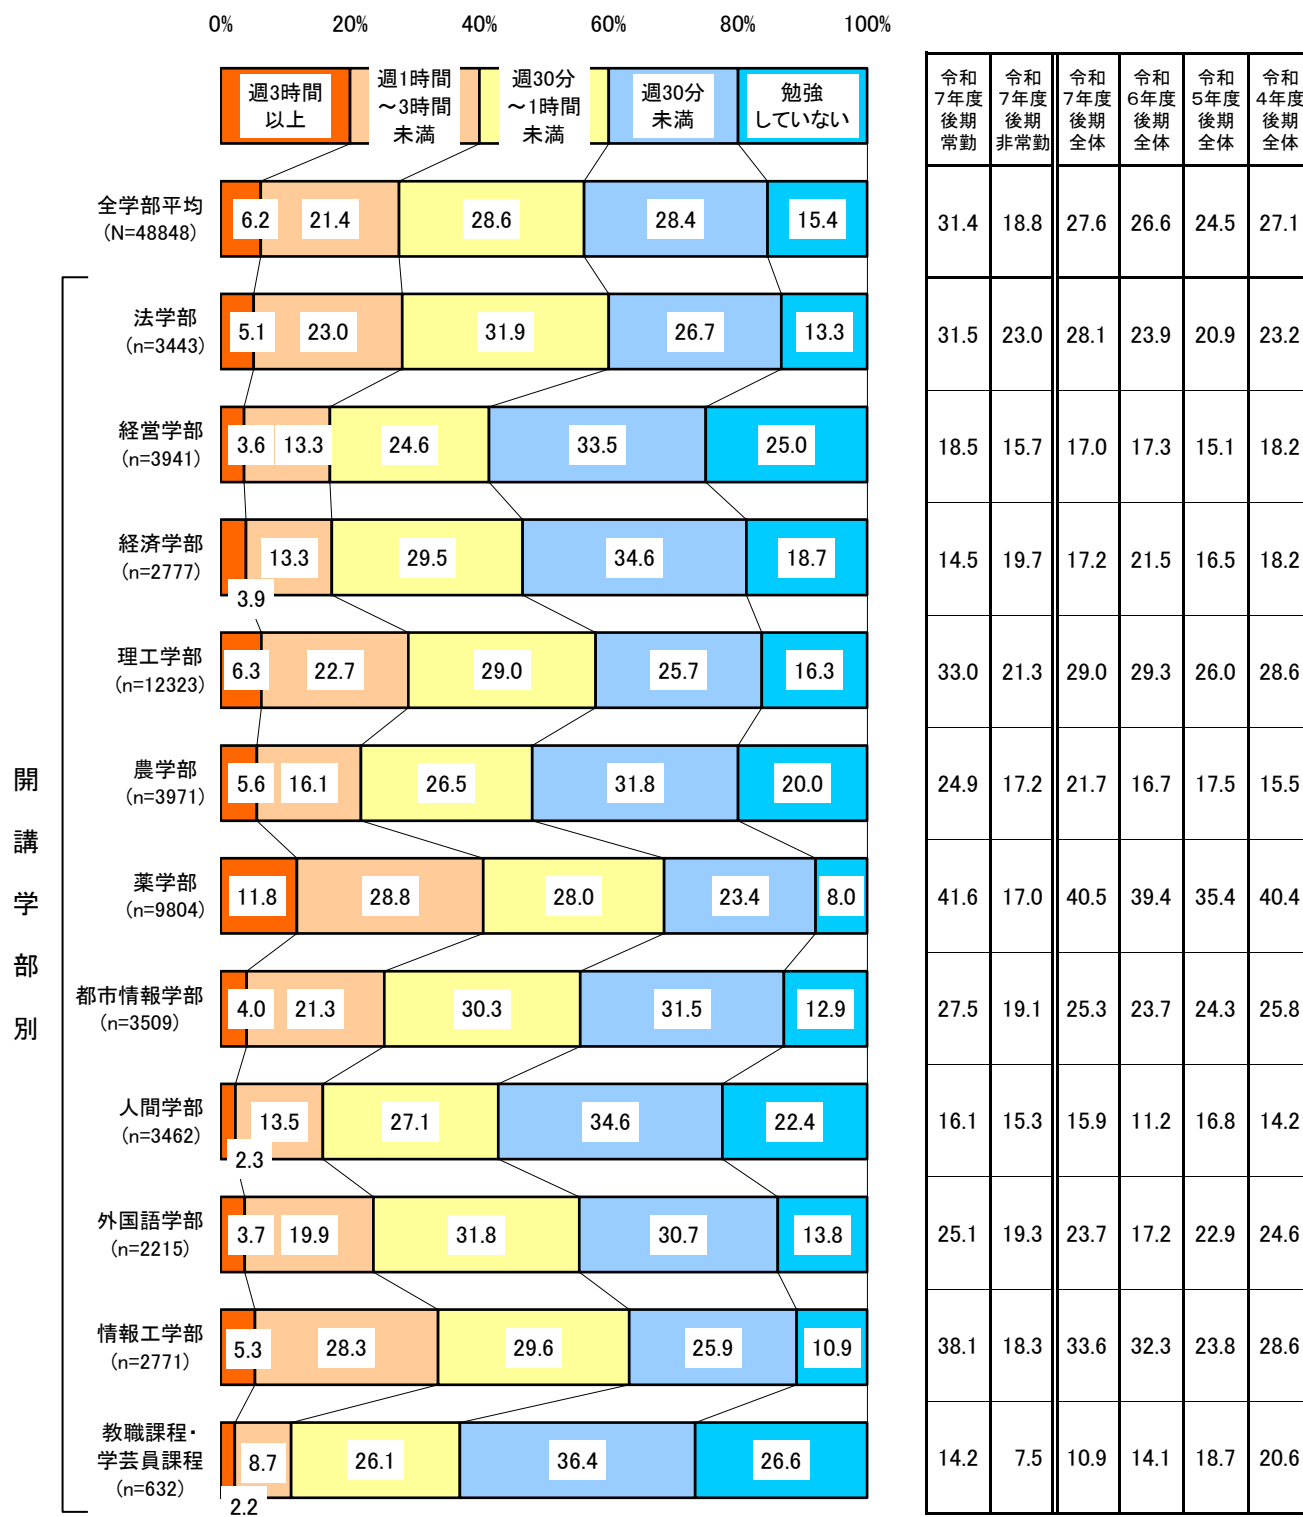 0% 20% 40% 60% 80% 100%
週3時間
以上
週1時間
～3時間
未満
週30分
～1時間
未満
週30分
未満
勉強
していない
令和
7年度
後期
常勤
令和
7年度
後期
非常勤
令和
7年度
後期
全体
令和
6年度
後期
全体
令和
5年度
後期
全体
令和
4年度
後期
全体
全学部平均
(N=48848)
6.2 21.4 28.6 28.4 15.4
31.4 18.8 27.6 26.6 24.5 27.1
開講学部別
法学部
(n=3443)
5.1 23.0 31.9 26.7 13.3
31.5 23.0 28.1 23.9 20.9 23.2
経営学部
(n=3941)
3.6 13.3 24.6 33.5 25.0
18.5 15.7 17.0 17.3 15.1 18.2
経済学部
(n=2777)
3.9 13.3 29.5 34.6 18.7
14.5 19.7 17.2 21.5 16.5 18.2
理工学部
(n=12323)
6.3 22.7 29.0 25.7 16.3
33.0 21.3 29.0 29.3 26.0 28.6
農学部
(n=3971)
5.6 16.1 26.5 31.8 20.0
24.9 17.2 21.7 16.7 17.5 15.5
薬学部
(n=9804)
11.8 28.8 28.0 23.4 8.0
41.6 17.0 40.5 39.4 35.4 40.4
都市情報学部
(n=3509)
4.0 21.3 30.3 31.5 12.9
27.5 19.1 25.3 23.7 24.3 25.8
人間学部
(n=3462)
2.3 13.5 27.1 34.6 22.4
16.1 15.3 15.9 11.2 16.8 14.2
外国語学部
(n=2215)
3.7 19.9 31.8 30.7 13.8
25.1 19.3 23.7 17.2 22.9 24.6
情報工学部
(n=2771)
5.3 28.3 29.6 25.9 10.9
38.1 18.3 33.6 32.3 23.8 28.6
教職課程・
学芸員課程
(n=632)
2.2 8.7 26.1 36.4 26.6
14.2 7.5 10.9 14.1 18.7 20.6